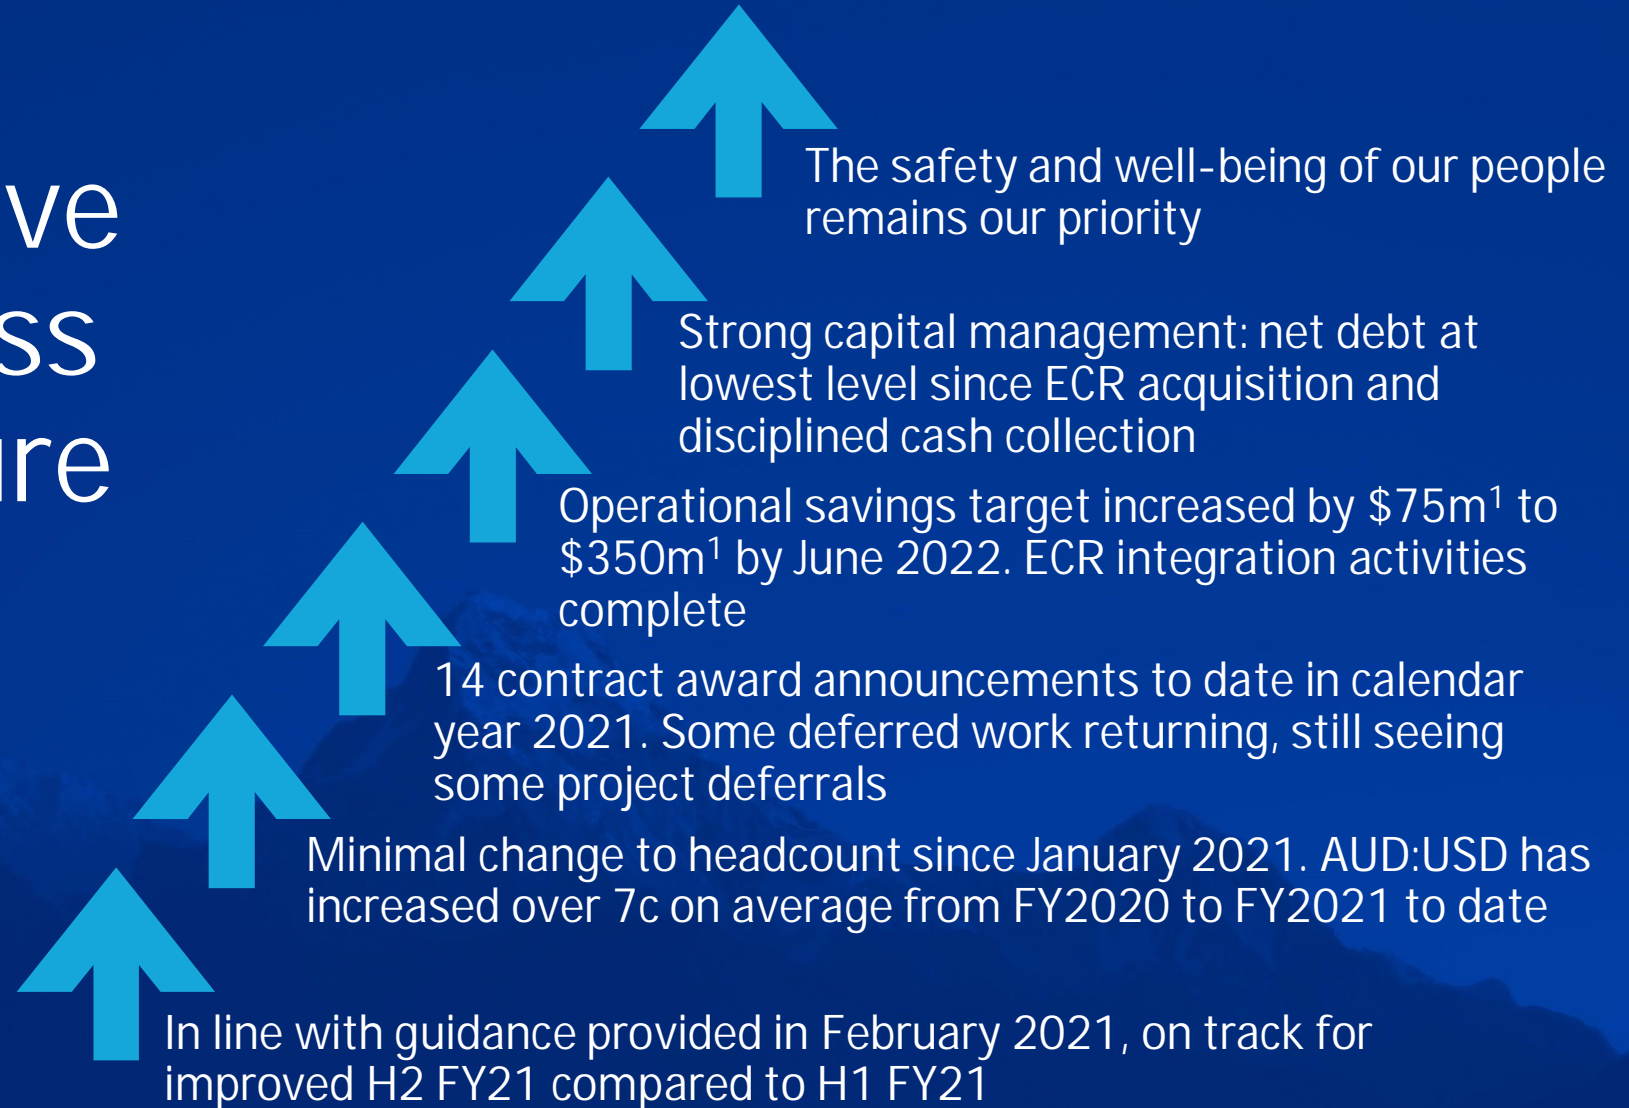 ve
ss
ure
The safety and well-being of our people
remains our priority
Strong capital management: net debt at
lowest level since ECR acquisition and
disciplined cash collection
Operational savings target increased by $75m¹ to
$350m¹ by June 2022. ECR integration activities
complete
14 contract award announcements to date in calendar
year 2021. Some deferred work returning, still seeing
some project deferrals
Minimal change to headcount since January 2021. AUD:USD has
increased over 7c on average from FY2020 to FY2021 to date
In line with guidance provided in February 2021, on track for
improved H2 FY21 compared to H1 FY21